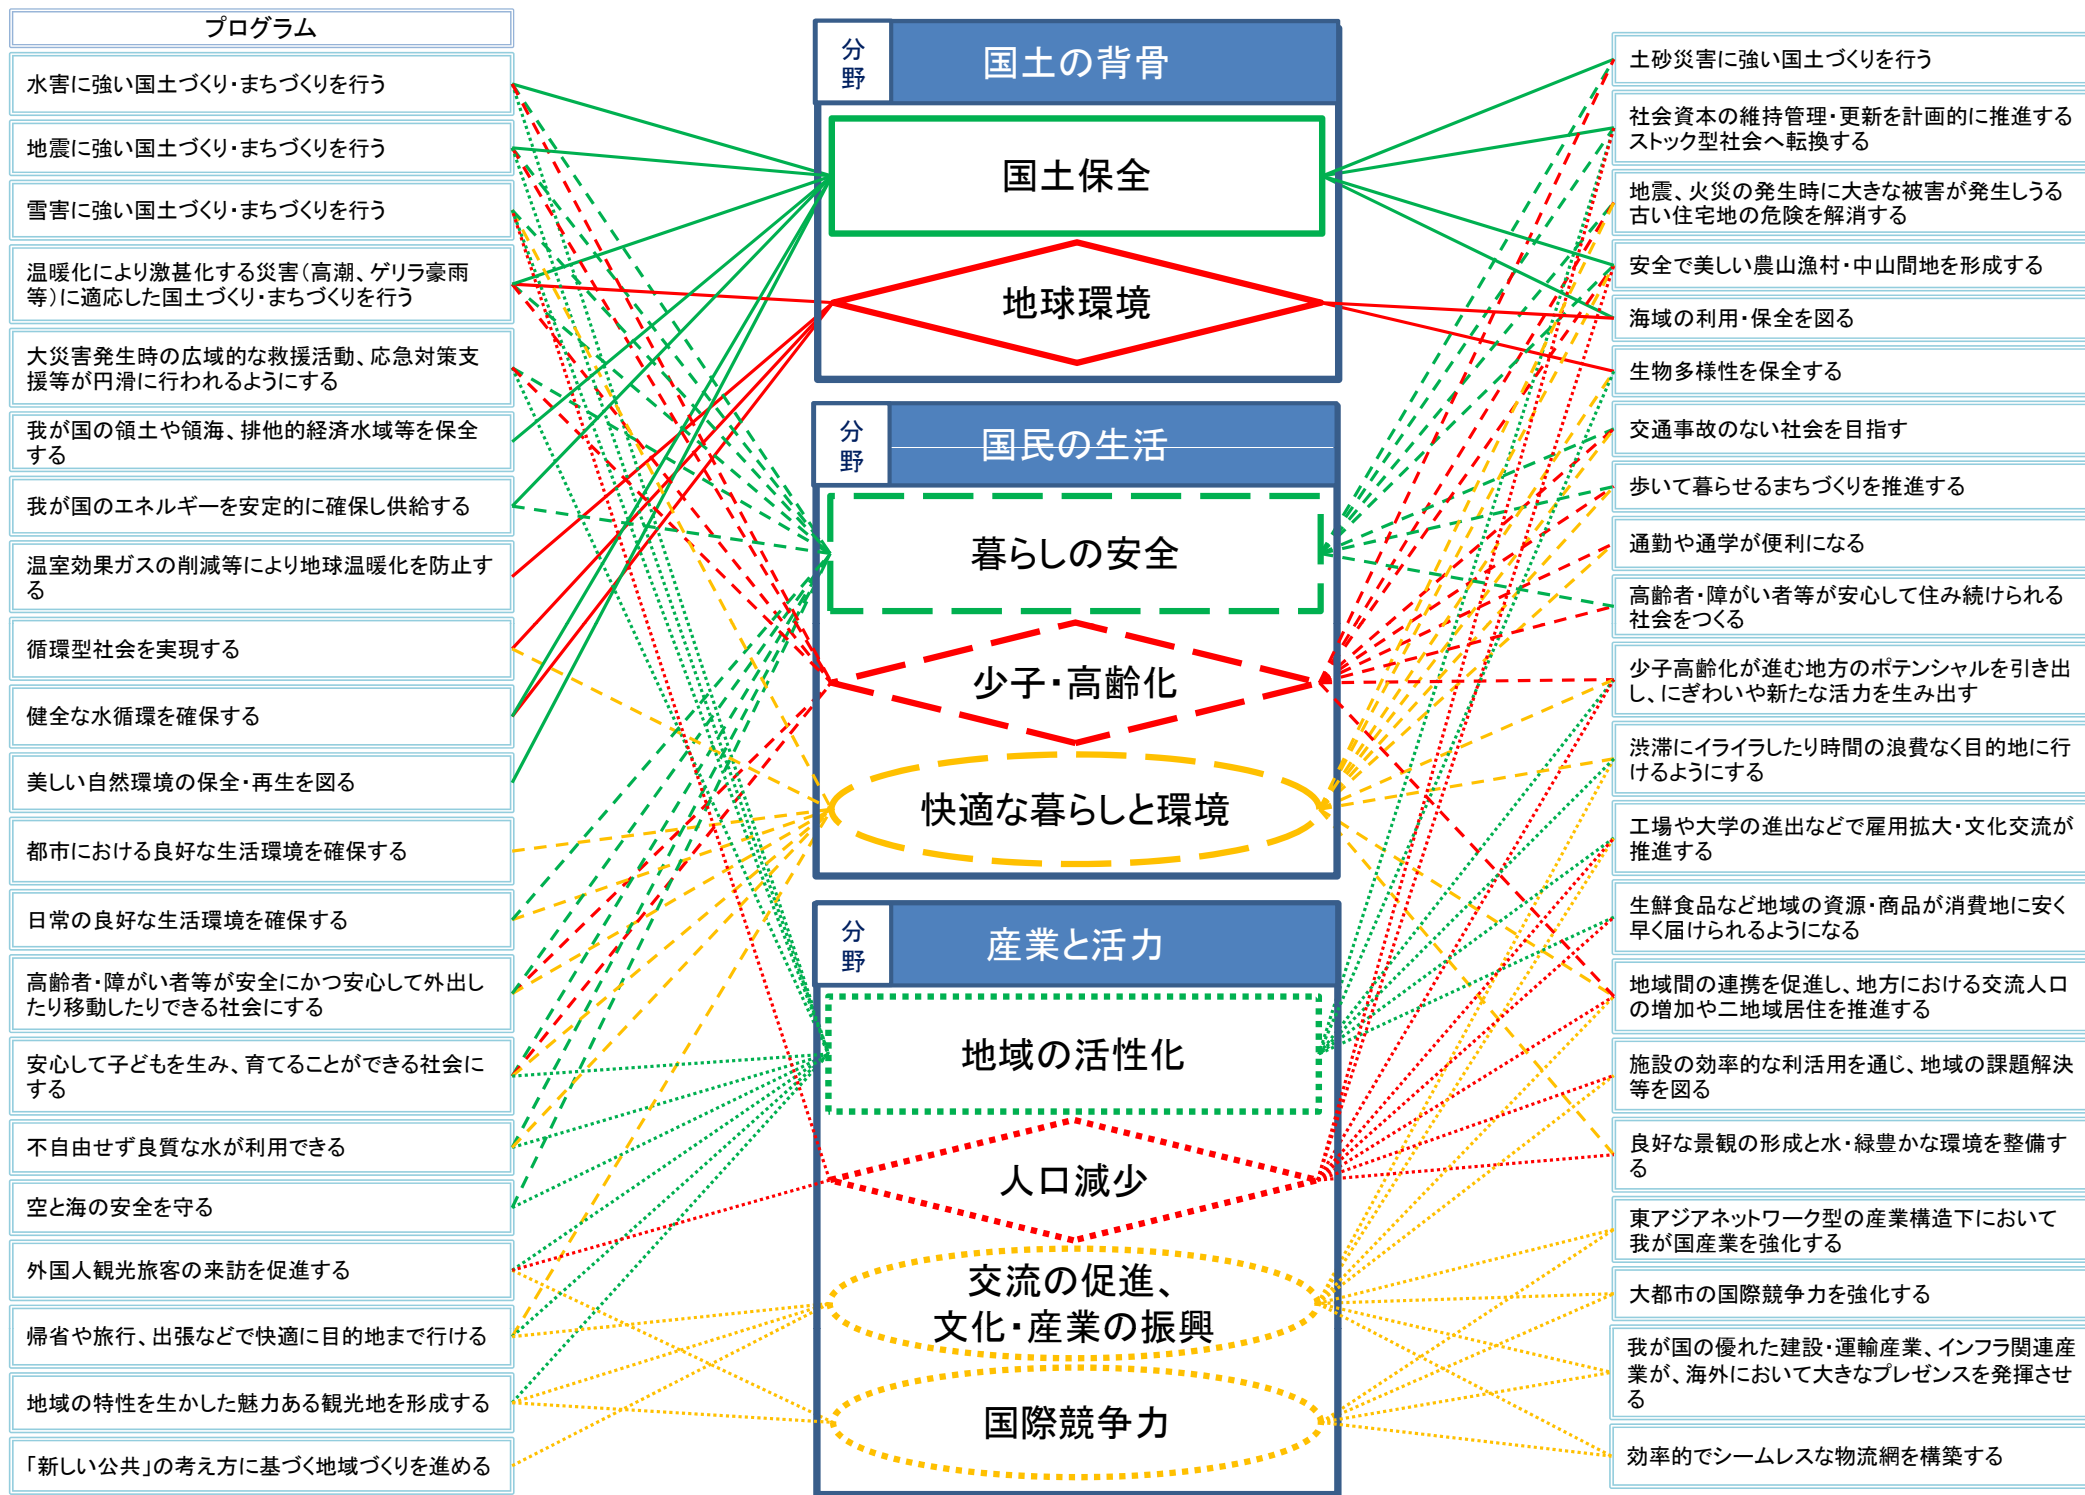 プログラム
水害に強い国土づくり・まちづくりを行う
地震に強い国土づくり・まちづくりを行う
雪害に強い国土づくり・まちづくりを行う
温暖化により激甚化する災害(高潮、ゲリラ豪雨
等)に適応した国土づくり・まちづくりを行う
大災害発生時の広域的な救援活動、応急対策支
援等が円滑に行われるようにする
我が国の領土や領海、排他的経済水域等を保全
する
我が国のエネルギーを安定的に確保し供給する
温室効果ガスの削減等により地球温暖化を防止す
る
循環型社会を実現する
健全な水循環を確保する
美しい自然環境の保全・再生を図る
都市における良好な生活環境を確保する
日常の良好な生活環境を確保する
高齢者・障がい者等が安全にかつ安心して外出し
たり移動したりできる社会にする
安心して子どもを生み、育てることができる社会に
する
不自由せず良質な水が利用できる
空と海の安全を守る
外国人観光旅客の来訪を促進する
帰省や旅行、出張などで快適に目的地まで行ける
地域の特性を生かした魅力ある観光地を形成する
「新しい公共」の考え方に基づく地域づくりを進める
分
野
国土の背骨
国土保全
地球環境
分
野
国民の生活
暮らしの安全
少子・高齢化
快適な暮らしと環境
分
野
産業と活力
地域の活性化
人口減少
交流の促進、
文化・産業の振興
国際競争力
土砂災害に強い国土づくりを行う
社会資本の維持管理・更新を計画的に推進する
ストック型社会へ転換する
地震、火災の発生時に大きな被害が発生しうる
古い住宅地の危険を解消する
安全で美しい農山漁村・中山間地を形成する
海域の利用・保全を図る
生物多様性を保全する
交通事故のない社会を目指す
歩いて暮らせるまちづくりを推進する
通勤や通学が便利になる
高齢者・障がい者等が安心して住み続けられる
社会をつくる
少子高齢化が進む地方のポテンシャルを引き出
し、にぎわいや新たな活力を生み出す
渋滞にイライラしたり時間の浪費なく目的地に行
けるようにする
工場や大学の進出などで雇用拡大・文化交流が
推進する
生鮮食品など地域の資源・商品が消費地に安く
早く届けられるようになる
地域間の連携を促進し、地方における交流人口
の増加や二地域居住を推進する
施設の効率的な利活用を通じ、地域の課題解決
等を図る
良好な景観の形成と水・緑豊かな環境を整備す
る
東アジアネットワーク型の産業構造下において
我が国産業を強化する
大都市の国際競争力を強化する
我が国の優れた建設・運輸産業、インフラ関連産
業が、海外において大きなプレゼンスを発揮させ
る
効率的でシームレスな物流網を構築する